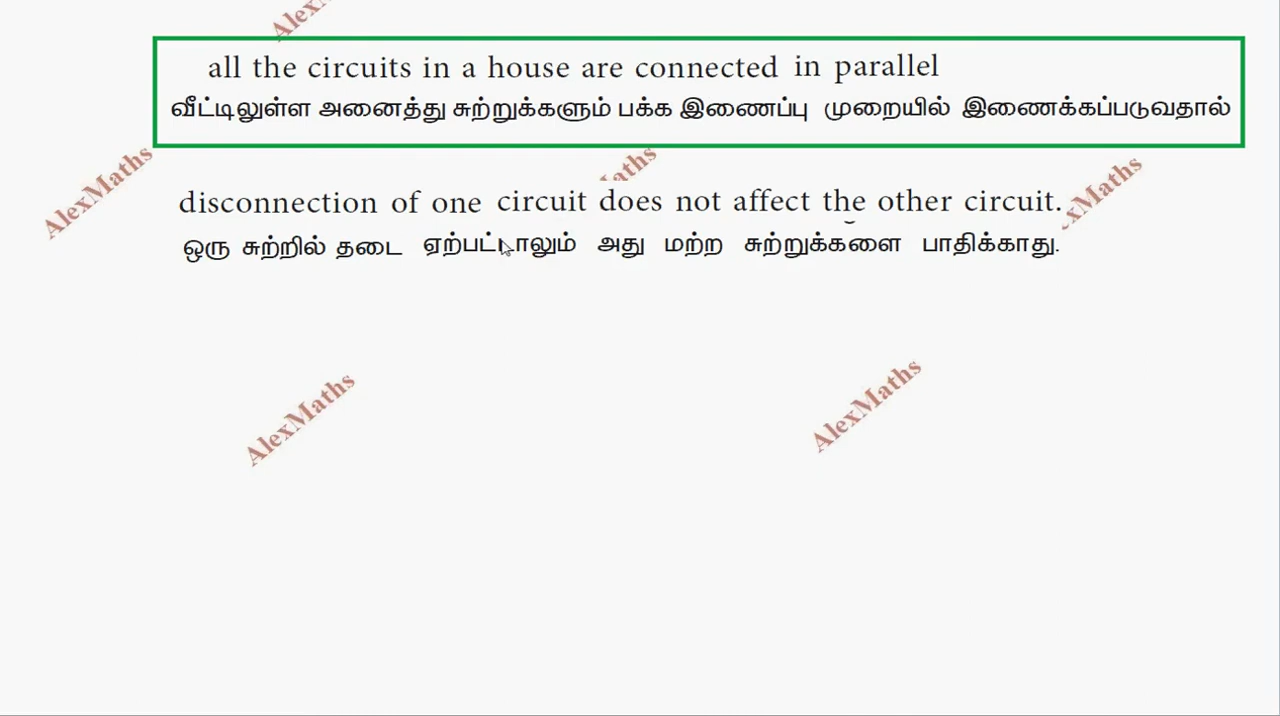 AlexMaths
all the circuits in a house are connected in parallel
வீட்டிலுள்ள அனைத்து சுற்றுக்களும் பக்க இணைப்பு முறையில் இணைக்கப்படுவதால்
AlexMaths
AlexMaths
disconnection of one circuit does not affect the other circuit.
ஒரு சுற்றில் தடை ஏற்பட்டாலும் அது மற்ற சுற்றுக்களை பாதிக்காது.
AlexMaths
AlexMaths